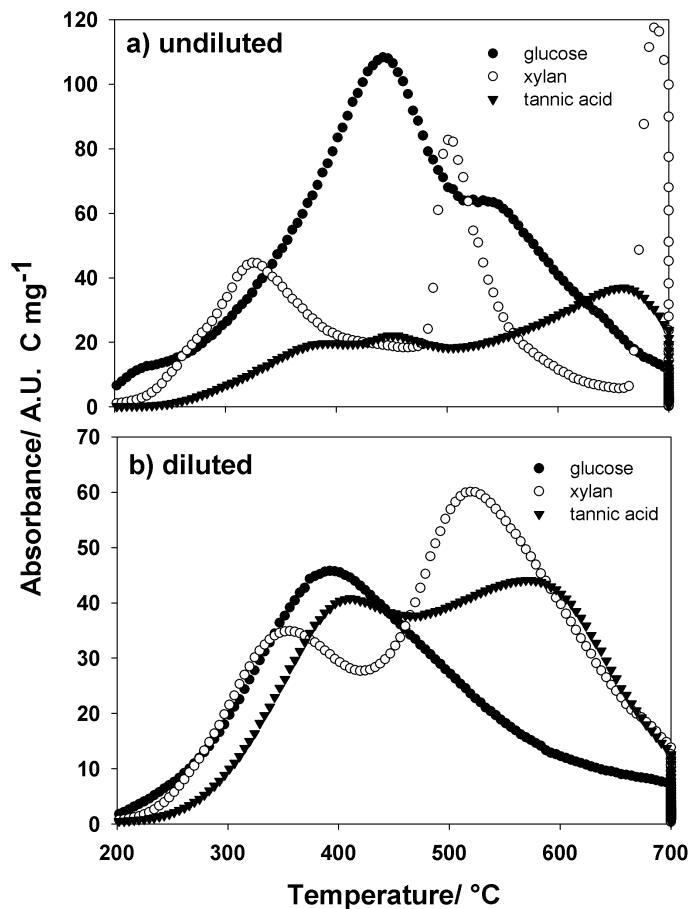 120
a) undiluted
glucose
xylan
tannic acid
100
80
60
40
20
0
Absorbance/ A.U. C mg-1
70
b) diluted
glucose
xylan
tannic acid
60
50
40
30
20
10
0
200
300
400
500
600
700
Temperature/ °C